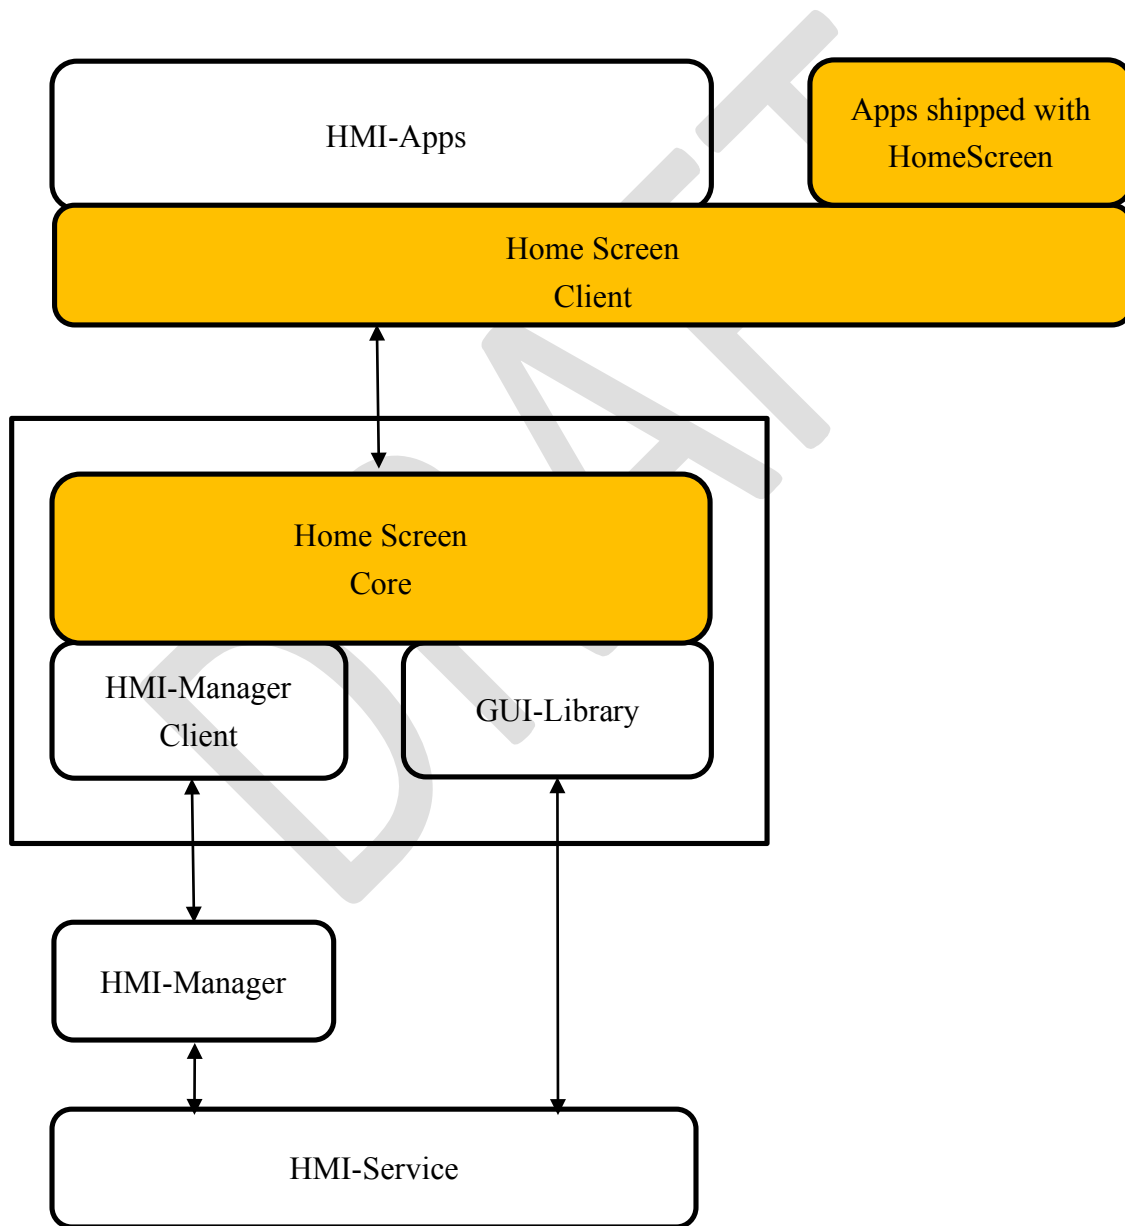 HMI-Apps
Apps shipped with
HomeScreen
Home Screen
Client
Home Screen
Core
HMI-Manager
Client
GUI-Library
HMI-Manager
HMI-Service
DRAFT